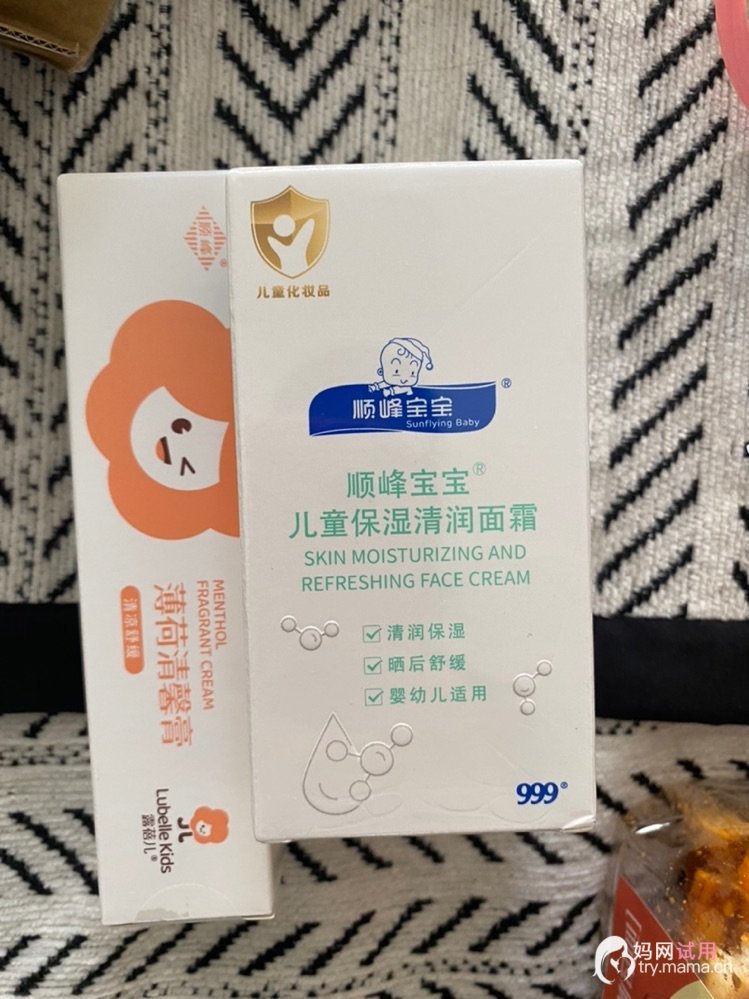 儿童化妆品
顺峰宝宝®
Sunflying Baby
顺峰宝宝®
儿童保湿清润面霜
SKIN MOISTURIZING AND
REFRESHING FACE CREAM
清润保湿
晒后舒缓
婴幼儿适用
999®
顺峰®
MENTHOL
FRAGRANT CREAM
薄荷清馨膏
清凉舒缓
Lubelle Kids
露蓓儿®
妈网试用
try.mama.cn